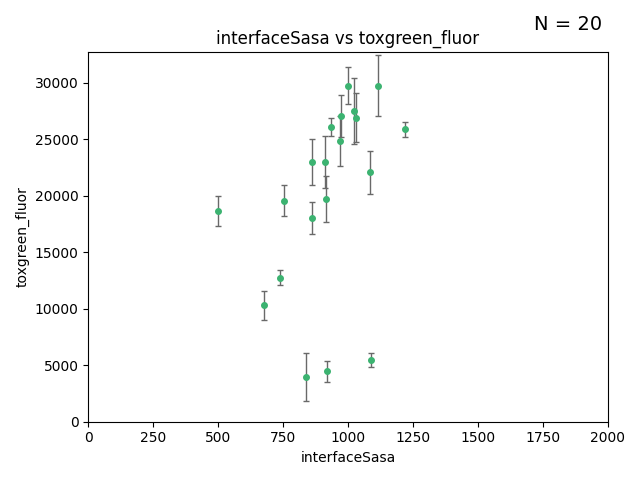 N = 20
interfaceSasa vs toxgreen_fluor
30000
25000
20000
15000
10000
5000
0
toxgreen_fluor
0 250 500 750 1000 1250 1500 1750 2000
interfaceSasa